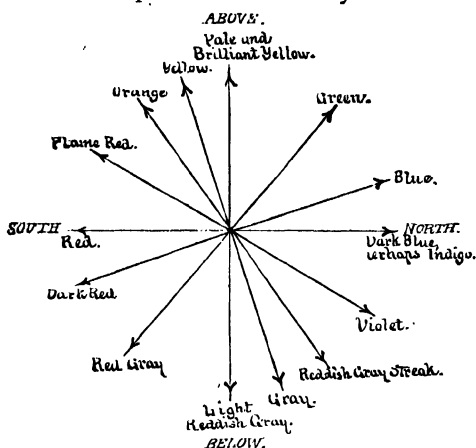 ABOVE.
Pale and
Brilliant Yellow.
Yellow.
Orange
Green.
Flame Red.
Blue.
SOUTH
NORTH.
Red.
Dark Blue,
perhaps Indigo.
Dark Red
Violet.
Red Gray
Reddish Gray Streak.
Gray.
Light
Reddish Gray.
BELOW.